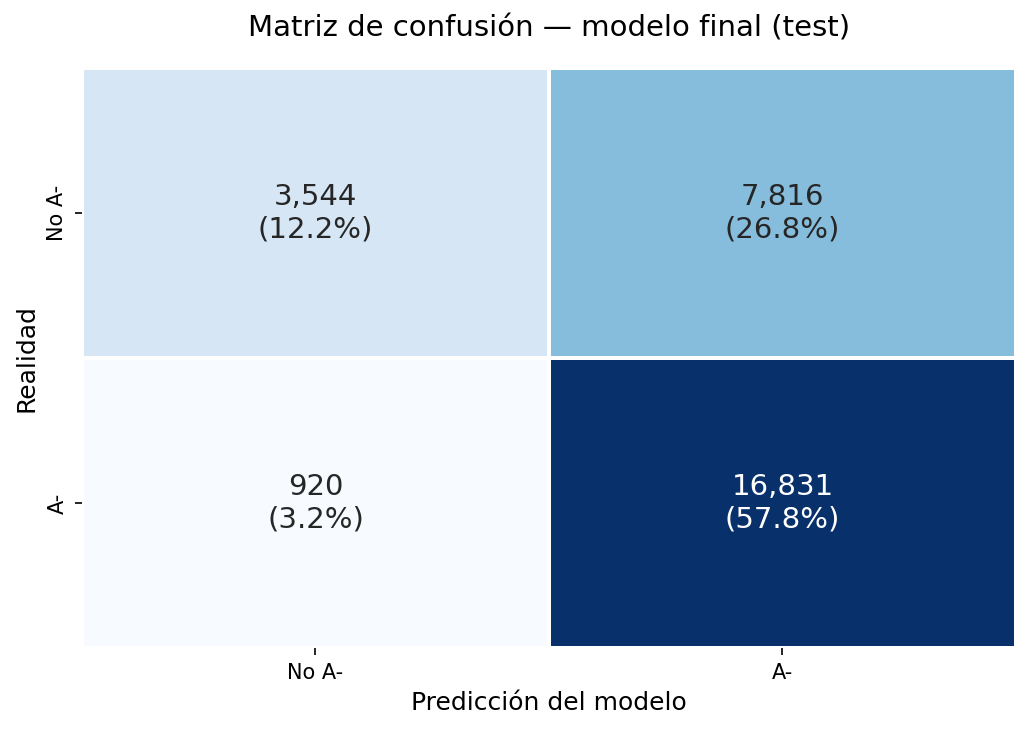 Matriz de confusión — modelo final (test)
3,544
(12.2%)
7,816
(26.8%)
920
(3.2%)
16,831
(57.8%)
No A-
A-
Realidad
No A-
A-
Predicción del modelo